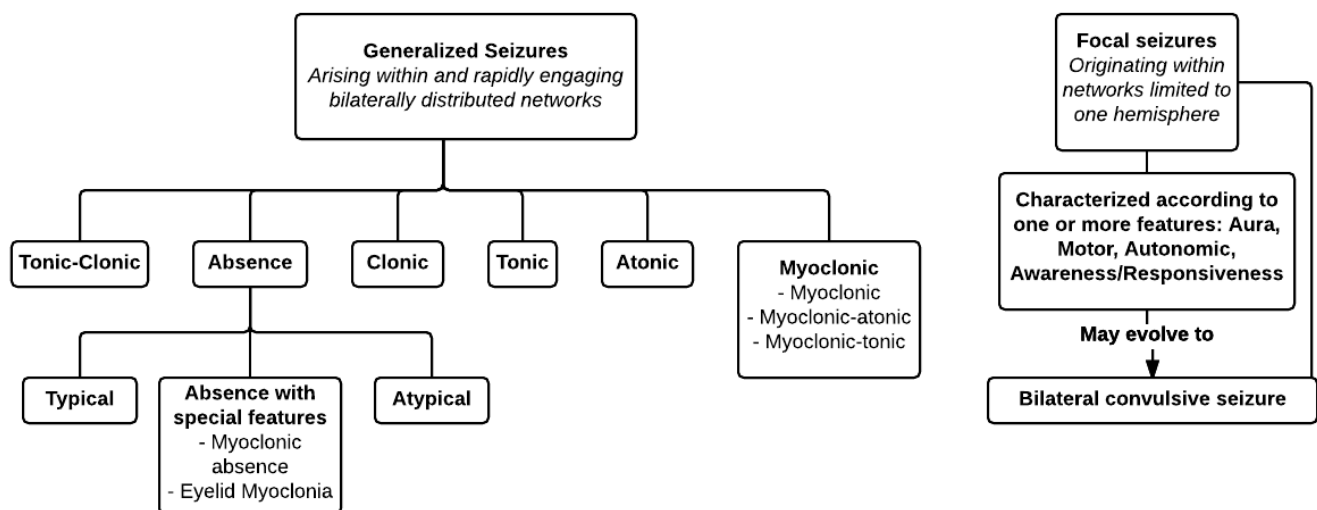 Generalized Seizures
Arising within and rapidly engaging
bilaterally distributed networks
Tonic-Clonic
Absence
Clonic
Tonic
Atonic
Myoclonic
- Myoclonic
- Myoclonic-atonic
- Myoclonic-tonic
Typical
Absence with
special features
- Myoclonic
absence
- Eyelid Myoclonia
Atypical
Focal seizures
Originating within
networks limited to
one hemisphere
Characterized according to
one or more features: Aura,
Motor, Autonomic,
Awareness/Responsiveness
May evolve to
Bilateral convulsive seizure